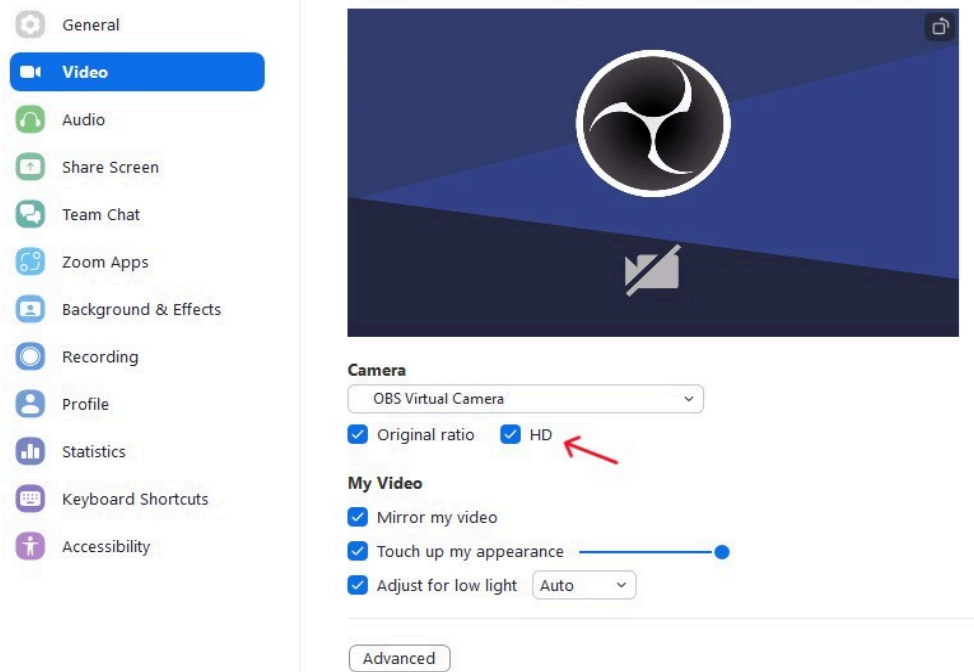 General
Video
Audio
Share Screen
Team Chat
Zoom Apps
Background & Effects
Recording
Profile
Statistics
Keyboard Shortcuts
Accessibility
Camera
OBS Virtual Camera
Original ratio HD
My Video
Mirror my video
Touch up my appearance
Adjust for low light Auto
Advanced